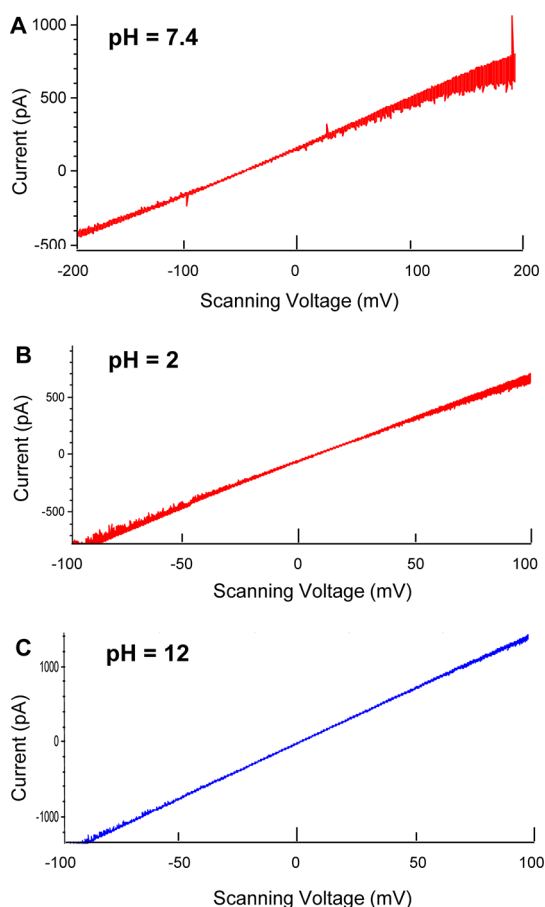 A
pH = 7.4
Current (pA)
1000
500
0
-500
-200 -100 0 100 200
Scanning Voltage (mV)
B
pH = 2
Current (pA)
500
0
-500
-100 -50 0 50 100
Scanning Voltage (mV)
C
pH = 12
Current (pA)
1000
0
-1000
-100 -50 0 50 100
Scanning Voltage (mV)